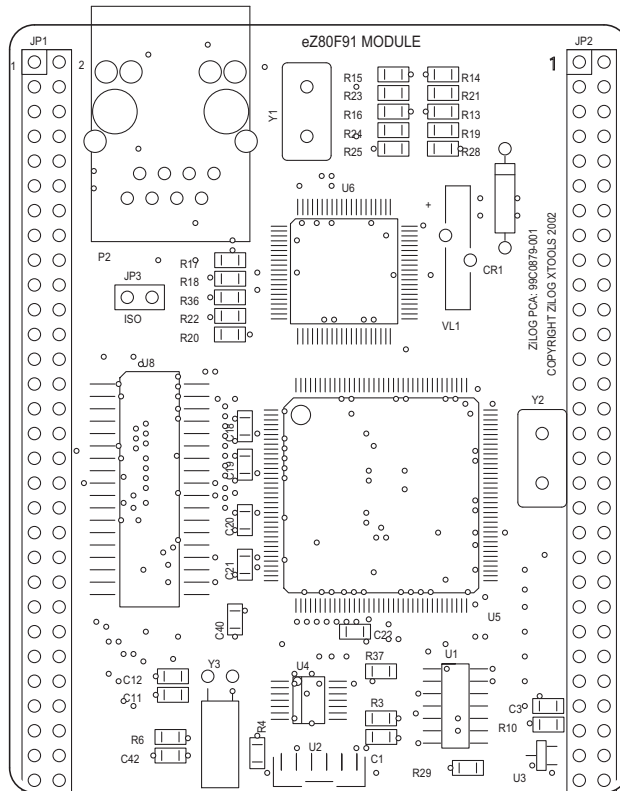 eZ80F91 MODULE
JP1
JP2
1
2
1
R15
R14
R23
R21
Y1
R16
R13
R24
R19
R25
R28
U6
+
P2
R17
CR1
JP3
R18
R36
ISO
R22
VL1
R20
ZILOG PCA: 99C0879-001
COPYRIGHT ZILOG XTOOLS 2002
U8
Y2
C18
C19
C20
C21
C40
C22
U5
Y3
U4
R37
U1
C12
C11
R3
C3
R10
R4
R6
U2
C1
C42
R29
U3